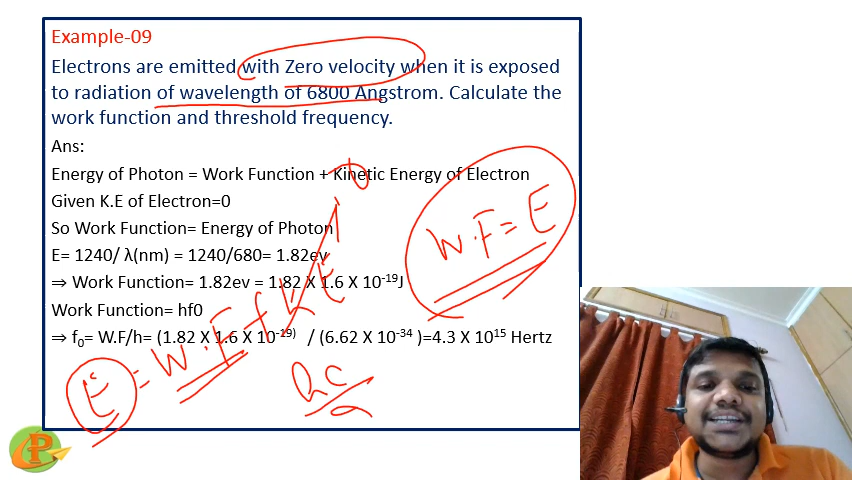 Example-09
Electrons are emitted with Zero velocity when it is exposed
to radiation of wavelength of 6800 Angstrom. Calculate the
work function and threshold frequency.
Ans:
Energy of Photon = Work Function + Kinetic Energy of Electron
Given K.E of Electron=0
So Work Function= Energy of Photon
E= 1240/ λ(nm) = 1240/680= 1.82ev
⇒ Work Function= 1.82ev = 1.82 X 1.6 X 10⁻¹⁹J
Work Function= hf0
⇒ f₀= W.F/h= (1.82 X 1.6 X 10⁻¹⁹⁾ / (6.62 X 10⁻³⁴ )=4.3 X 10¹⁵ Hertz
W.F = E
E = W.F + KE 0
hc/λ
P